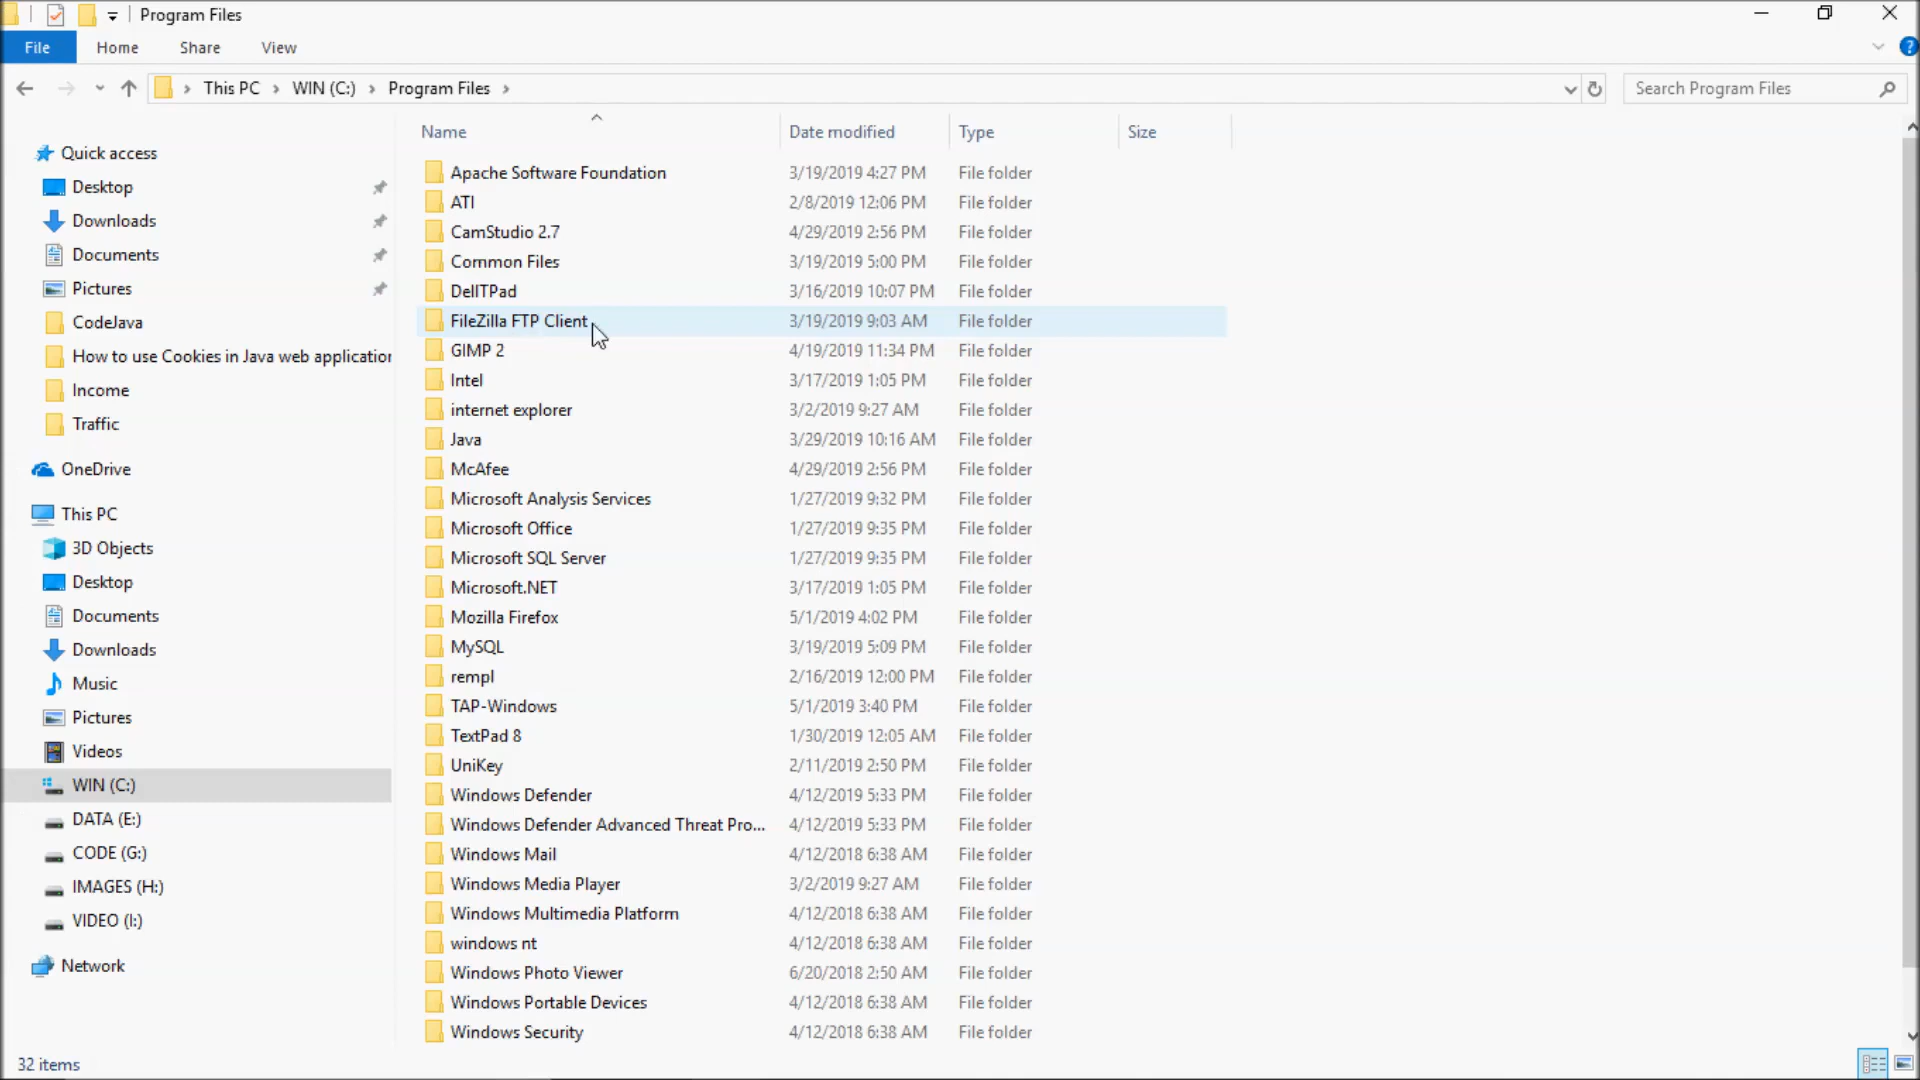 Program Files
File Home Share View
This PC WIN (C:) Program Files
Search Program Files
Name Date modified Type Size
Quick access
Desktop
Downloads
Documents
Pictures
CodeJava
How to use Cookies in Java web application
Income
Traffic
OneDrive
This PC
3D Objects
Desktop
Documents
Downloads
Music
Pictures
Videos
WIN (C:)
DATA (E:)
CODE (G:)
IMAGES (H:)
VIDEO (I:)
Network
Apache Software Foundation 3/19/2019 4:27 PM File folder
ATI 2/8/2019 12:06 PM File folder
CamStudio 2.7 4/29/2019 2:56 PM File folder
Common Files 3/19/2019 5:00 PM File folder
DellTPad 3/16/2019 10:07 PM File folder
FileZilla FTP Client 3/19/2019 9:03 AM File folder
GIMP 2 4/19/2019 11:34 PM File folder
Intel 3/17/2019 1:05 PM File folder
internet explorer 3/2/2019 9:27 AM File folder
Java 3/29/2019 10:16 AM File folder
McAfee 4/29/2019 2:56 PM File folder
Microsoft Analysis Services 1/27/2019 9:32 PM File folder
Microsoft Office 1/27/2019 9:35 PM File folder
Microsoft SQL Server 1/27/2019 9:35 PM File folder
Microsoft.NET 3/17/2019 1:05 PM File folder
Mozilla Firefox 5/1/2019 4:02 PM File folder
MySQL 3/19/2019 5:09 PM File folder
rempl 2/16/2019 12:00 PM File folder
TAP-Windows 5/1/2019 3:40 PM File folder
TextPad 8 1/30/2019 12:05 AM File folder
UniKey 2/11/2019 2:50 PM File folder
Windows Defender 4/12/2019 5:33 PM File folder
Windows Defender Advanced Threat Pro... 4/12/2019 5:33 PM File folder
Windows Mail 4/12/2018 6:38 AM File folder
Windows Media Player 3/2/2019 9:27 AM File folder
Windows Multimedia Platform 4/12/2018 6:38 AM File folder
windows nt 4/12/2018 6:38 AM File folder
Windows Photo Viewer 6/20/2018 2:50 AM File folder
Windows Portable Devices 4/12/2018 6:38 AM File folder
Windows Security 4/12/2018 6:38 AM File folder
32 items